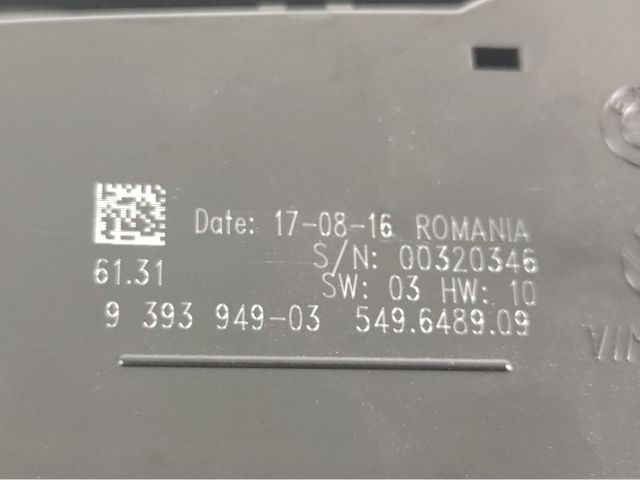 Date: 17-08-16 ROMANIA
S/N: 00320346
61.31
SW: 03 HW: 10
9 393 949-03 549.6489.09